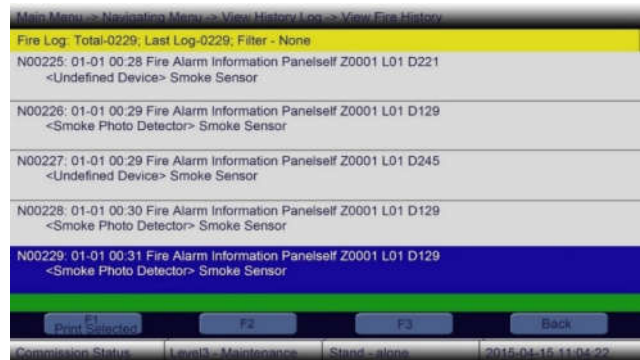 Main Menu -> Navigating Menu -> View History Log -> View Fire History
Fire Log: Total-0229; Last Log-0229; Filter - None
N00225: 01-01 00:28 Fire Alarm Information Panelself Z0001 L01 D221
<Undefined Device> Smoke Sensor
N00226: 01-01 00:29 Fire Alarm Information Panelself Z0001 L01 D129
<Smoke Photo Detector> Smoke Sensor
N00227: 01-01 00:29 Fire Alarm Information Panelself Z0001 L01 D245
<Undefined Device> Smoke Sensor
N00228: 01-01 00:30 Fire Alarm Information Panelself Z0001 L01 D129
<Smoke Photo Detector> Smoke Sensor
N00229: 01-01 00:31 Fire Alarm Information Panelself Z0001 L01 D129
<Smoke Photo Detector> Smoke Sensor
F1
Print Selected
F2
F3
Back
Commission Status
Level3 - Maintenance
Stand - alone
2015-04-15 11:04:22